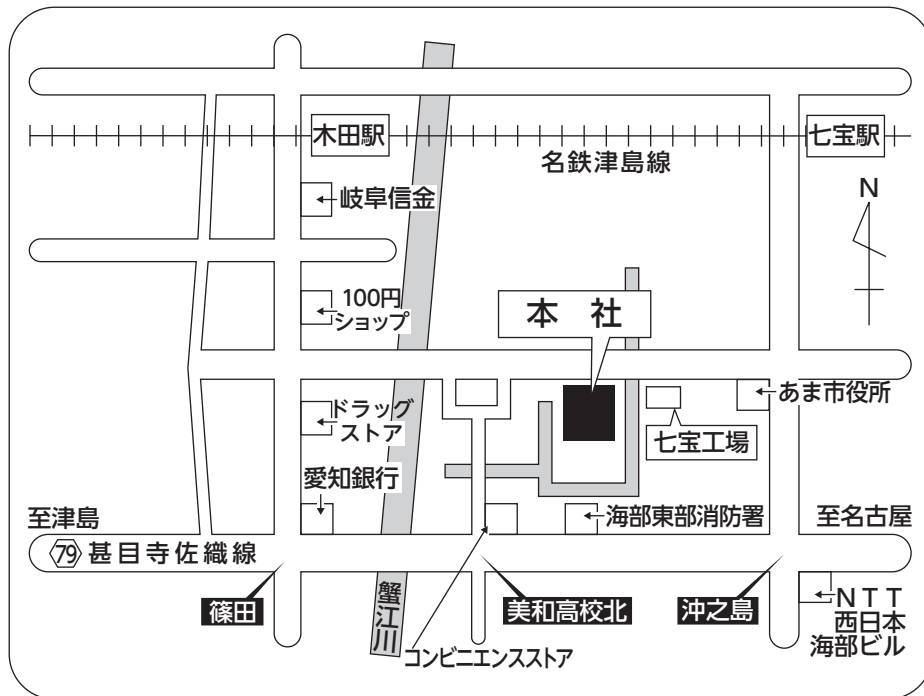 木田駅
七宝駅
名鉄津島線
岐阜信金
N
100円
ショップ
本 社
あま市役所
ドラッグ
ストア
七宝工場
愛知銀行
至津島
海部東部消防署
至名古屋
79 甚目寺佐織線
篠田
蟹江川
美和高校北
沖之島
NTT
西日本
海部ビル
コンビニエンスストア